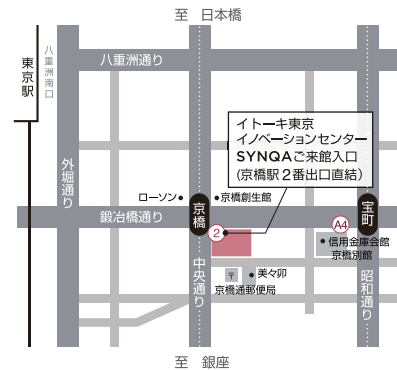 至 日本橋
八重洲通り
八重洲南口
東京駅
外堀通り
イトーキ東京
イノベーションセンター
SYNQAご来館入口
(京橋駅2番出口直結)
ローソン
京橋創生館
京橋
宝町
鍛冶橋通り
2
A4
信用金庫会館
京橋別館
中央通り
昭和通り
〒
美々卯
京橋通郵便局
至 銀座